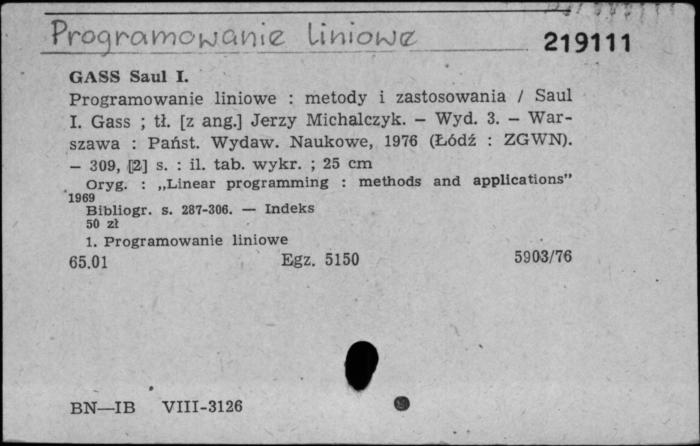 Programowanie liniowe
219111
GASS Saul I.
Programowanie liniowe : metody i zastosowania / Saul
I. Gass ; tł. [z ang.] Jerzy Michalczyk. – Wyd. 3. – War-
szawa : Państ. Wydaw. Naukowe, 1976 (Łódź : ZGWN).
– 309, [2] s. : il. tab. wykr. ; 25 cm
Oryg. : „Linear programming : methods and applications”
1969
Bibliogr. s. 287-306. — Indeks
50 zł
1. Programowanie liniowe
65.01 Egz. 5150 5903/76
BN—IB VIII-3126